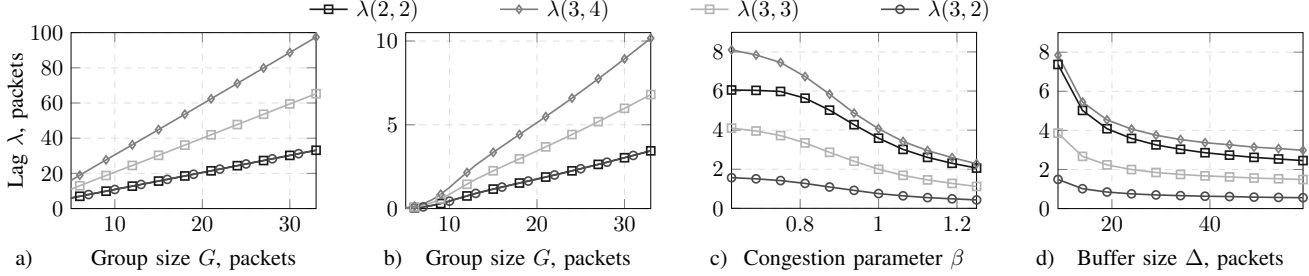 λ(2, 2) λ(3, 4) λ(3, 3) λ(3, 2)
Lag λ, packets
100
80
60
40
20
0
10 20 30
10
5
0
10 20 30
8
6
4
2
0
0.8 1 1.2
8
6
4
2
0
20 40
a) Group size G, packets
b) Group size G, packets
c) Congestion parameter β
d) Buffer size Δ, packets